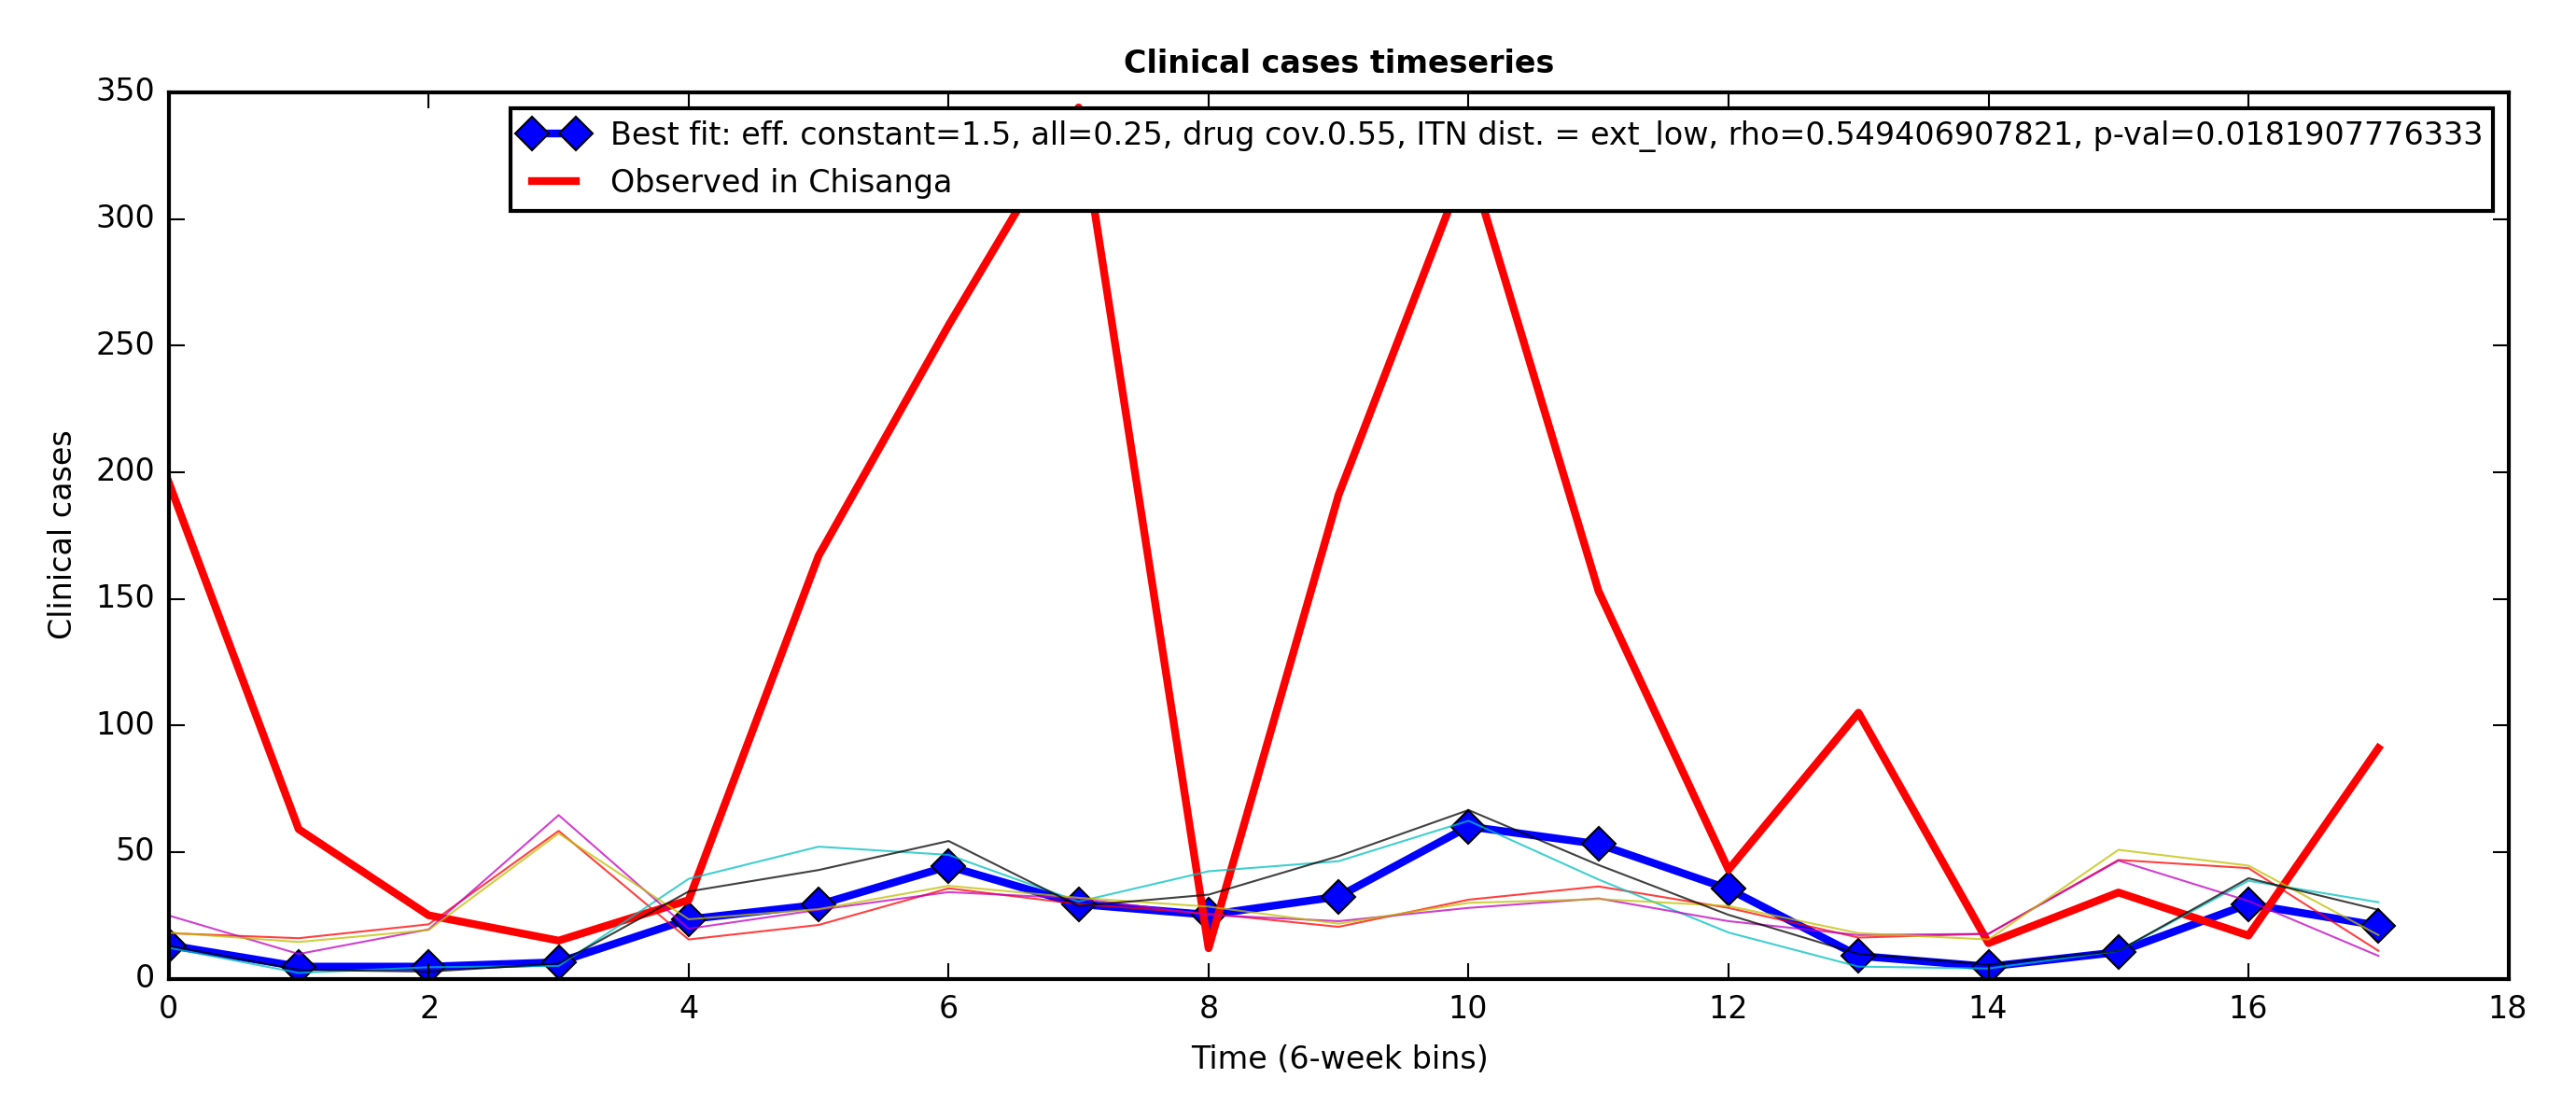 Clinical cases timeseries
350
300
250
200
150
100
50
0
Clinical cases
Best fit: eff. constant=1.5, all=0.25, drug cov.0.55, ITN dist. = ext_low, rho=0.549406907821, p-val=0.0181907776333
Observed in Chisanga
0 2 4 6 8 10 12 14 16 18
Time (6-week bins)